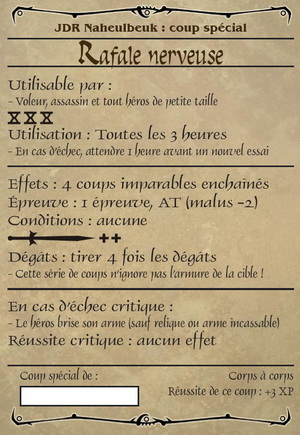 JDR Naheulbeuk : coup spécial
Rafale nerveuse
Utilisable par :
- Voleur, assassin et tout héros de petite taille
Utilisation : Toutes les 3 heures
- En cas d'échec, attendre 1 heure avant un nouvel essai
Effets : 4 coups imparables enchaînés
Épreuve : 1 épreuve, AT (malus -2)
Conditions : aucune
++
Dégâts : tirer 4 fois les dégâts
- Cette série de coups n'ignore pas l'armure de la cible !
En cas d'échec critique :
- Le héros brise son arme (sauf relique ou arme incassable)
Réussite critique : aucun effet
Coup spécial de :
Corps à corps
Réussite de ce coup : +3 XP